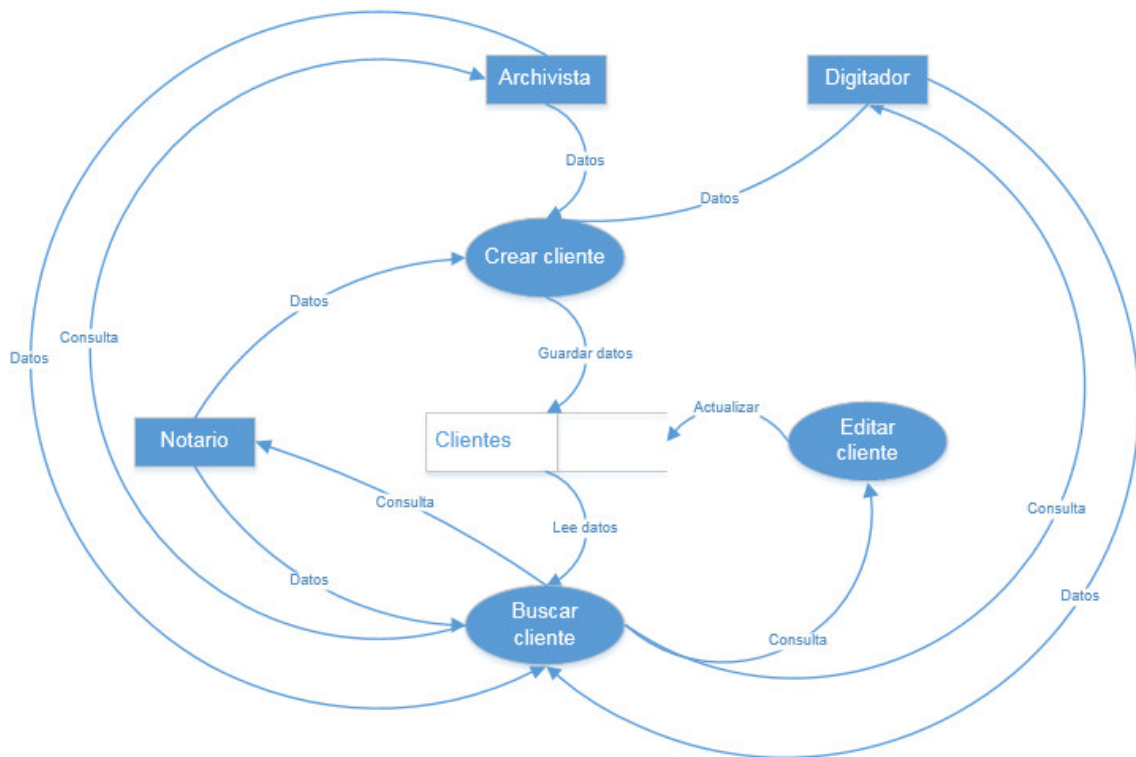 Archivista
Digitador
Datos
Datos
Crear cliente
Datos
Consulta
Datos
Guardar datos
Actualizar
Editar
cliente
Notario
Clientes
Consulta
Consulta
Lee datos
Datos
Datos
Buscar
cliente
Consulta